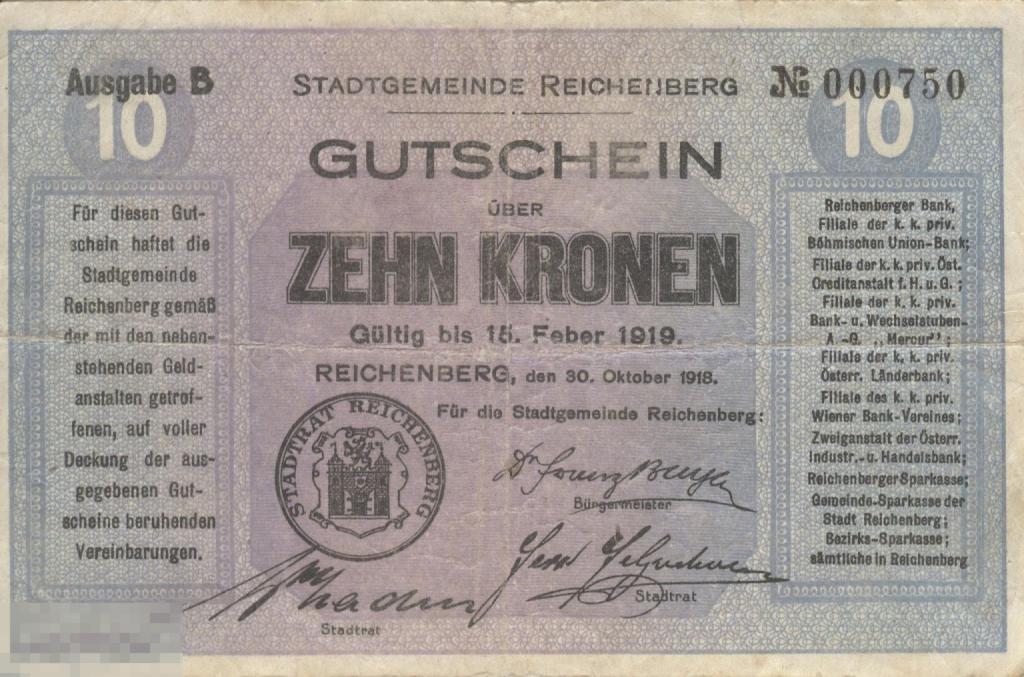 Ausgabe B
10
STADTGEMEINDE REICHENBERG
№ 000750
10
GUTSCHEIN
ÜBER
ZEHN KRONEN
Gültig bis 15. Feber 1919.
REICHENBERG, den 30. Oktober 1918.
Für die Stadtgemeinde Reichenberg:
Dr Franz Bayer
Bürgermeister
Stadtrat
Stadtrat
STADTRAT REICHENBERG
Für diesen Gut-
schein haftet die
Stadtgemeinde
Reichenberg gemäß
der mit den neben-
stehenden Geld-
anstalten getrof-
fenen, auf voller
Deckung der aus-
gegebenen Gut-
scheine beruhenden
Vereinbarungen.
Reichenberger Bank,
Filiale der k. k. priv.
Böhmischen Union-Bank;
Filiale der k. k. priv. Öst.
Creditanstalt f. H. u. G. ;
Filiale der k. k. priv.
Bank- u. Wechselstuben-
A -G. ,,Mercur” ;
Filiale der k. k. priv.
Österr. Länderbank;
Filiale des k. k. priv.
Wiener Bank-Vereines;
Zweiganstalt der Österr.
Industr.- u. Handelsbank;
Reichenberger Sparkasse;
Gemeinde-Sparkasse der
Stadt Reichenberg;
Bezirks-Sparkasse;
sämtliche in Reichenberg